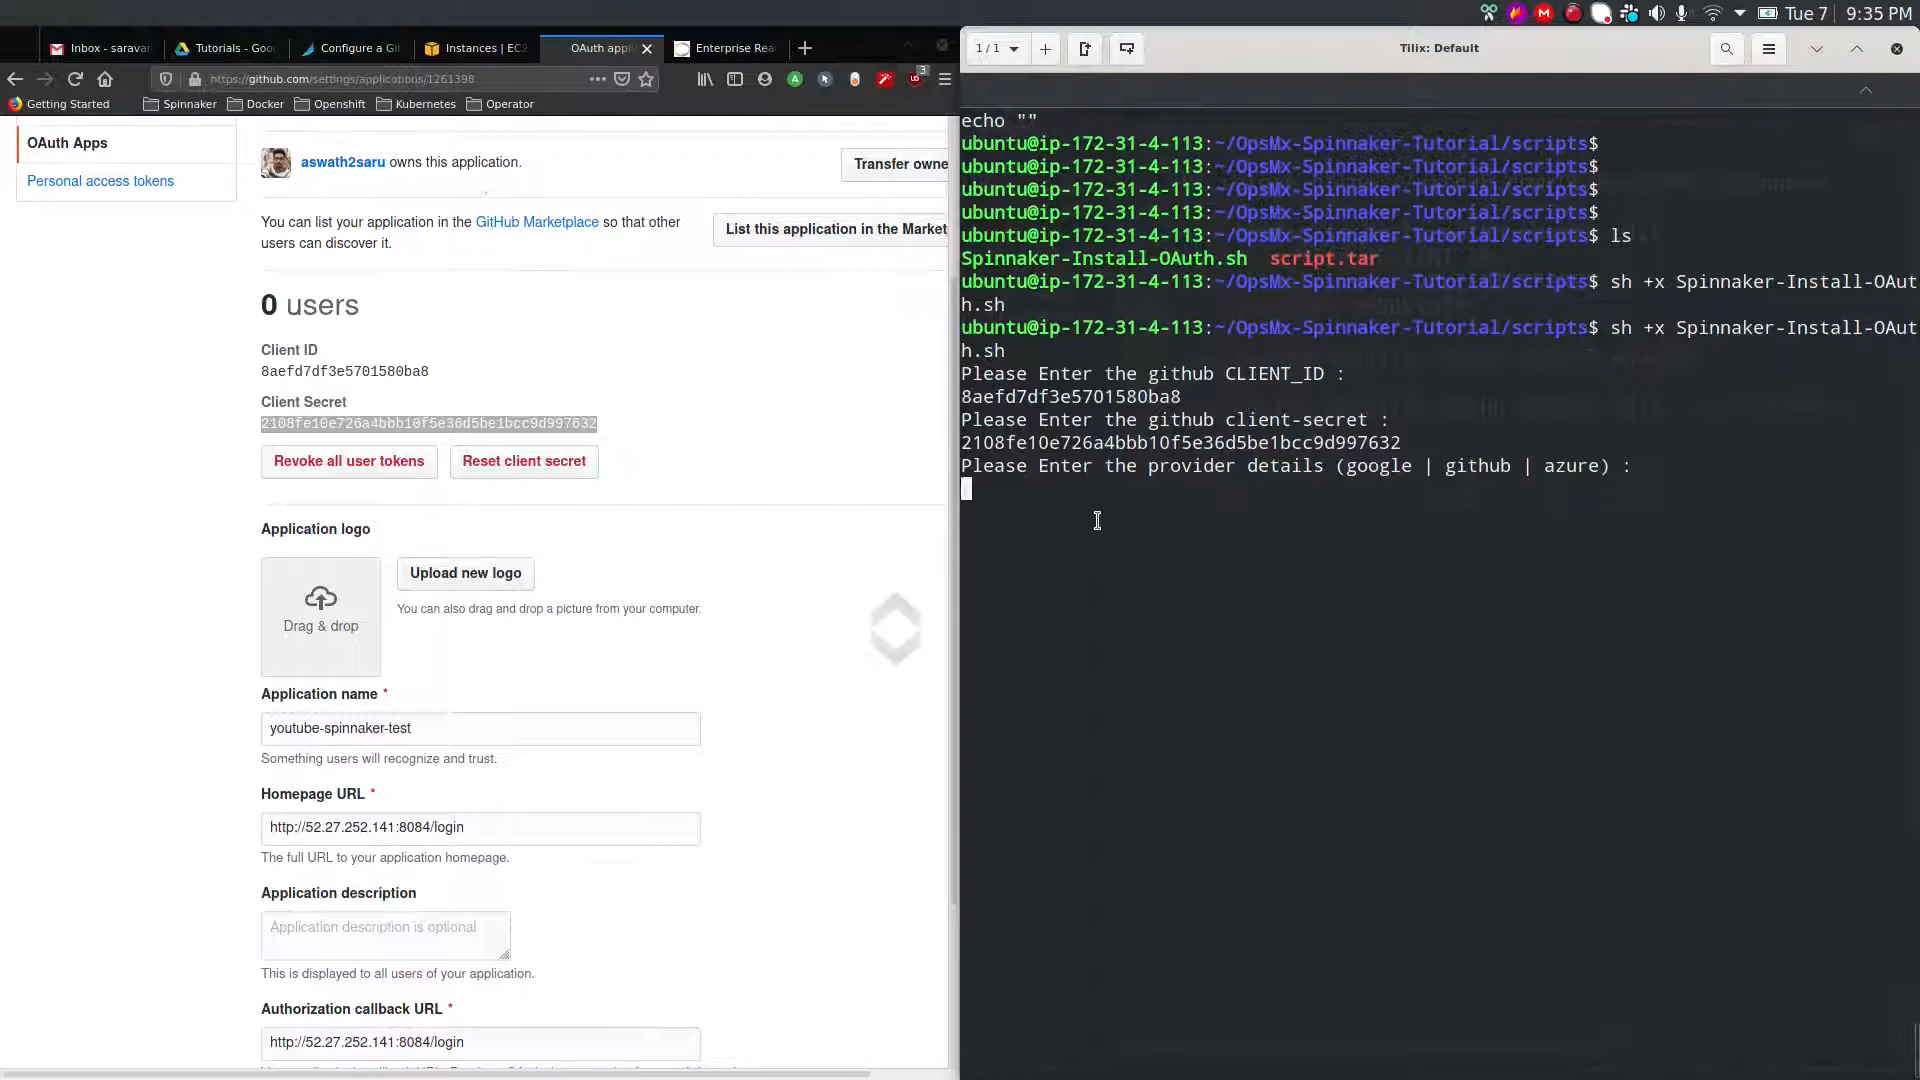 Tue 7 9:35 PM
Inbox - sarava
Tutorials - Goo
Configure a Gi
Instances | EC2
OAuth appl
Enterprise Rea
1 / 1
Tilix: Default
https://github.com/settings/applications/1261398
3
Getting Started
Spinnaker
Docker
Openshift
Kubernetes
Operator
OAuth Apps
Personal access tokens
aswath2saru owns this application.
Transfer owne
You can list your application in the GitHub Marketplace so that other
users can discover it.
List this application in the Market
0 users
Client ID
8aefd7df3e5701580ba8
Client Secret
2108fe10e726a4bbb10f5e36d5be1bcc9d997632
Revoke all user tokens
Reset client secret
Application logo
Drag & drop
Upload new logo
You can also drag and drop a picture from your computer.
Application name *
youtube-spinnaker-test
Something users will recognize and trust.
Homepage URL *
http://52.27.252.141:8084/login
The full URL to your application homepage.
Application description
Application description is optional
This is displayed to all users of your application.
Authorization callback URL *
http://52.27.252.141:8084/login
echo ""
ubuntu@ip-172-31-4-113:~/OpsMx-Spinnaker-Tutorial/scripts$
ubuntu@ip-172-31-4-113:~/OpsMx-Spinnaker-Tutorial/scripts$
ubuntu@ip-172-31-4-113:~/OpsMx-Spinnaker-Tutorial/scripts$
ubuntu@ip-172-31-4-113:~/OpsMx-Spinnaker-Tutorial/scripts$
ubuntu@ip-172-31-4-113:~/OpsMx-Spinnaker-Tutorial/scripts$ ls
Spinnaker-Install-OAuth.sh script.tar
ubuntu@ip-172-31-4-113:~/OpsMx-Spinnaker-Tutorial/scripts$ sh +x Spinnaker-Install-OAut
h.sh
ubuntu@ip-172-31-4-113:~/OpsMx-Spinnaker-Tutorial/scripts$ sh +x Spinnaker-Install-OAut
h.sh
Please Enter the github CLIENT_ID :
8aefd7df3e5701580ba8
Please Enter the github client-secret :
2108fe10e726a4bbb10f5e36d5be1bcc9d997632
Please Enter the provider details (google | github | azure) :